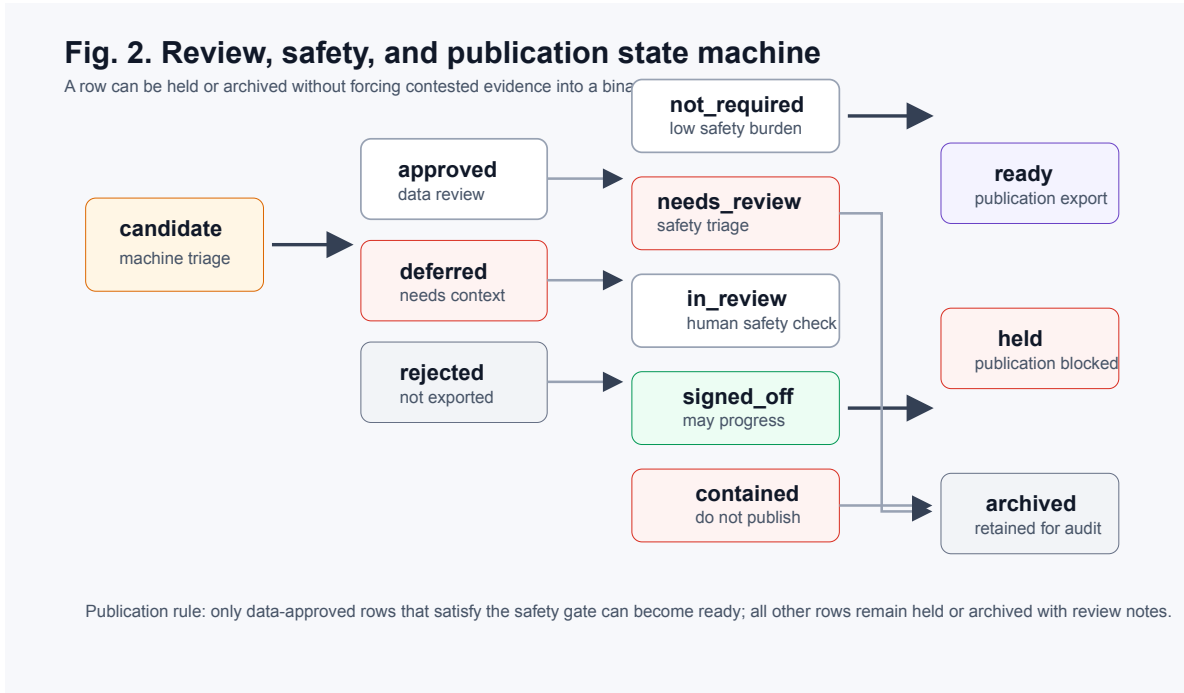 Fig. 2. Review, safety, and publication state machine
A row can be held or archived without forcing contested evidence into a
not_required
low safety burden
approved
data review
ready
publication export
needs_review
safety triage
candidate
machine triage
deferred
needs context
in_review
human safety check
held
publication blocked
rejected
not exported
signed_off
may progress
contained
do not publish
archived
retained for audit
Publication rule: only data-approved rows that satisfy the safety gate can become ready; all other rows remain held or archived with review notes.